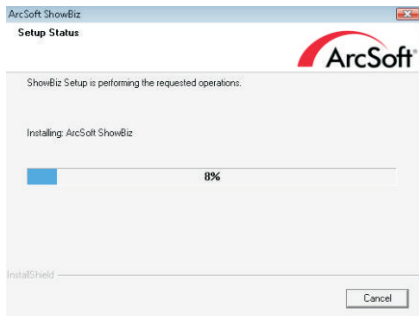 ArcSoft ShowBiz
Setup Status
ArcSoft
ShowBiz Setup is performing the requested operations.
Installing: ArcSoft ShowBiz
8%
InstallShield
Cancel